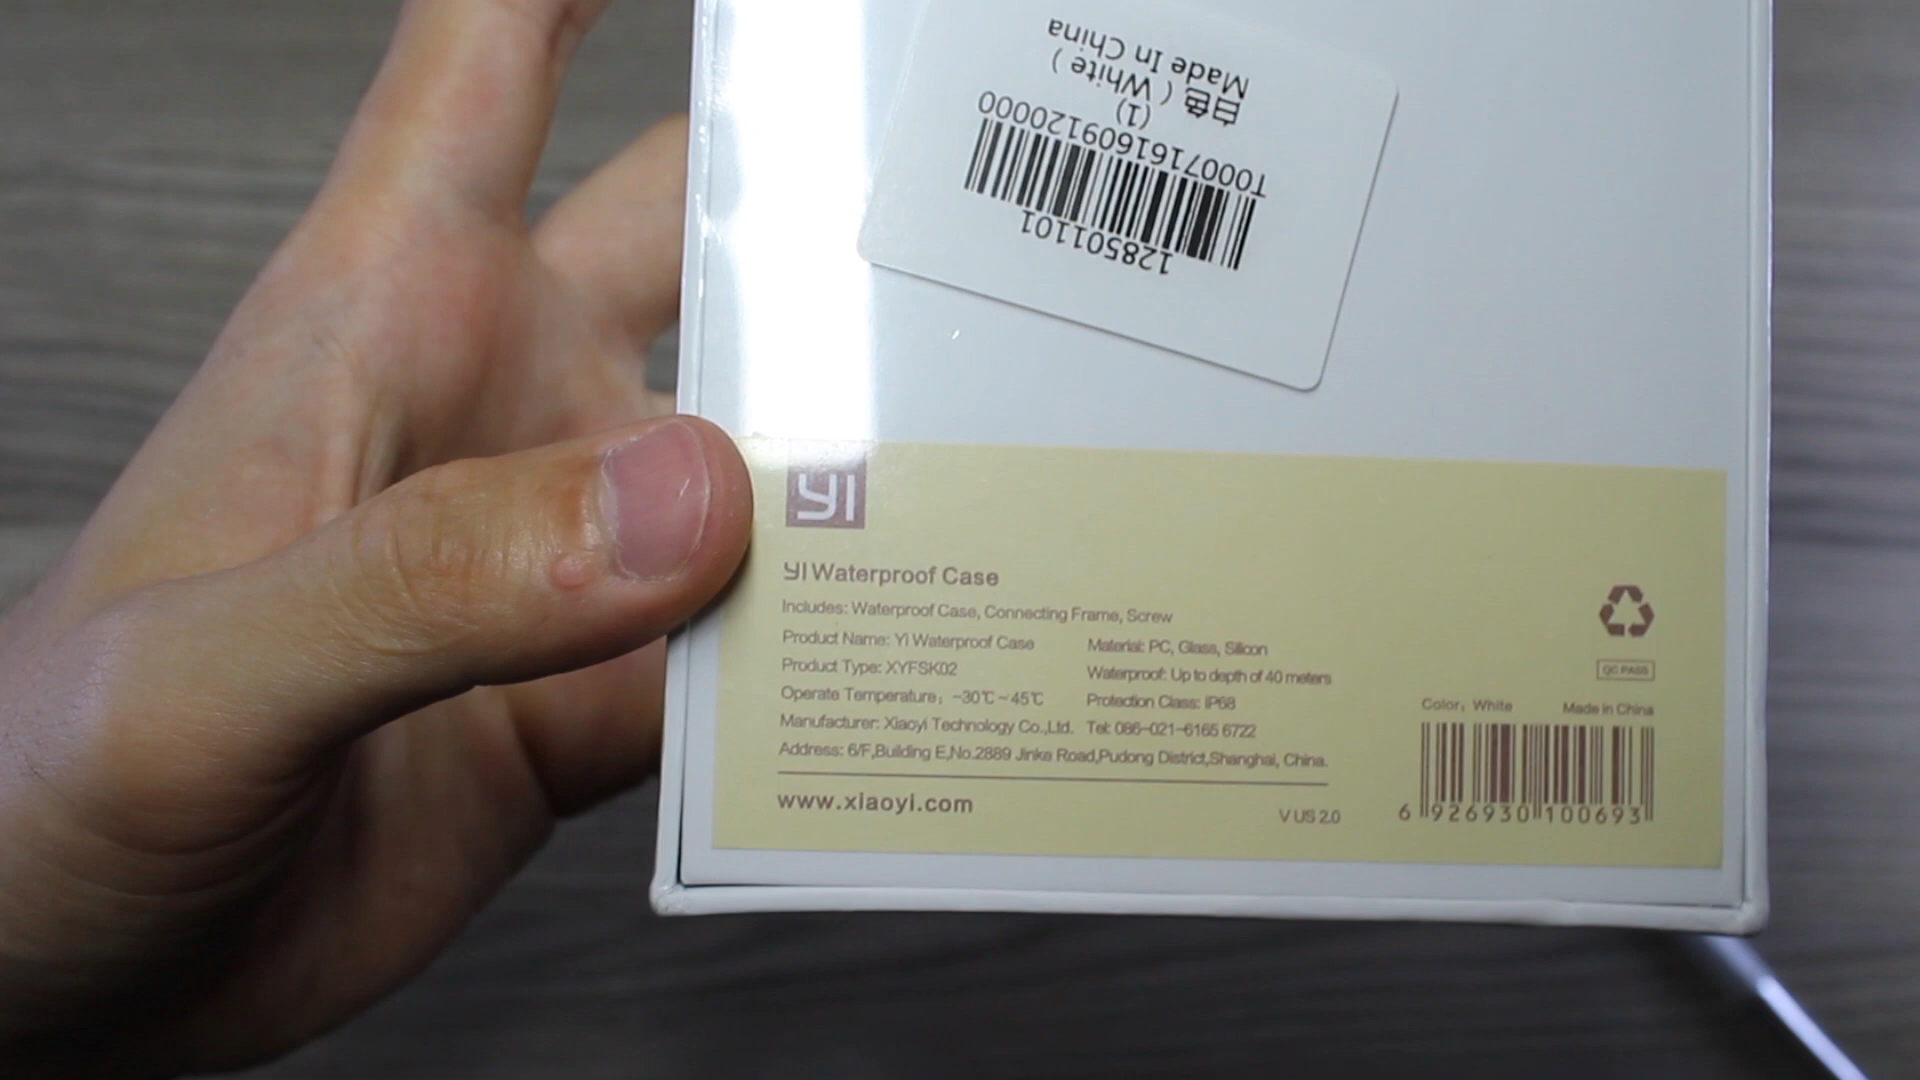 Made In China
白色 ( White )
(1)
T0007161609120000
128501101
YI
YI Waterproof Case
Includes: Waterproof Case, Connecting Frame, Screw
Product Name: Yi Waterproof Case
Material: PC, Glass, Silicon
Product Type: XYFSK02
Waterproof: Up to depth of 40 meters
Operate Temperature: -30℃~45℃
Protection Class: IP68
Manufacturer: Xiaoyi Technology Co.,Ltd.
Tel: 086-021-6165 6722
Address: 6/F,Building E,No.2889 Jinke Road,Pudong District,Shanghai, China.
www.xiaoyi.com
V US 2.0
QC PASS
Color: White
Made in China
6 926930 100693